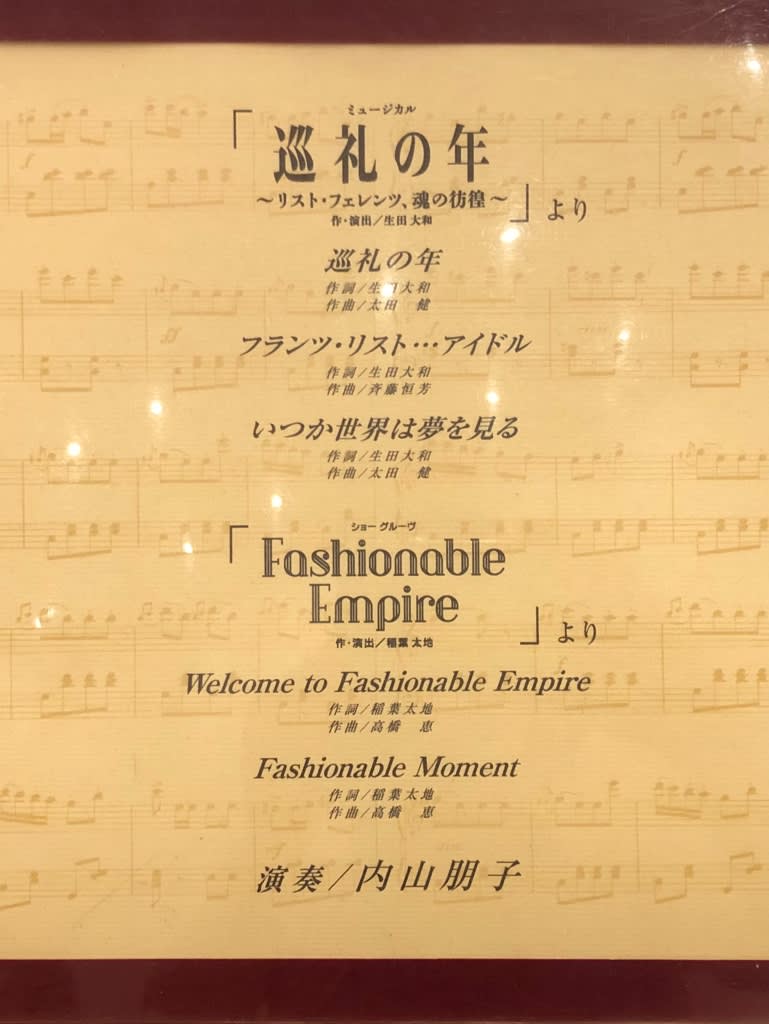 ミュージカル
「巡礼の年
～リスト・フェレンツ、魂の彷徨～
作・演出／生田 大和
」より
巡礼の年
作詞／生田大和
作曲／太田　健
フランツ・リスト…アイドル
作詞／生田大和
作曲／斉藤恒芳
いつか世界は夢を見る
作詞／生田大和
作曲／太田　健
ショー グルーヴ
「Fashionable
Empire
作・演出／稲葉 太地
」より
Welcome to Fashionable Empire
作詞／稲葉太地
作曲／高橋　恵
Fashionable Moment
作詞／稲葉太地
作曲／高橋　恵
演奏／内山朋子